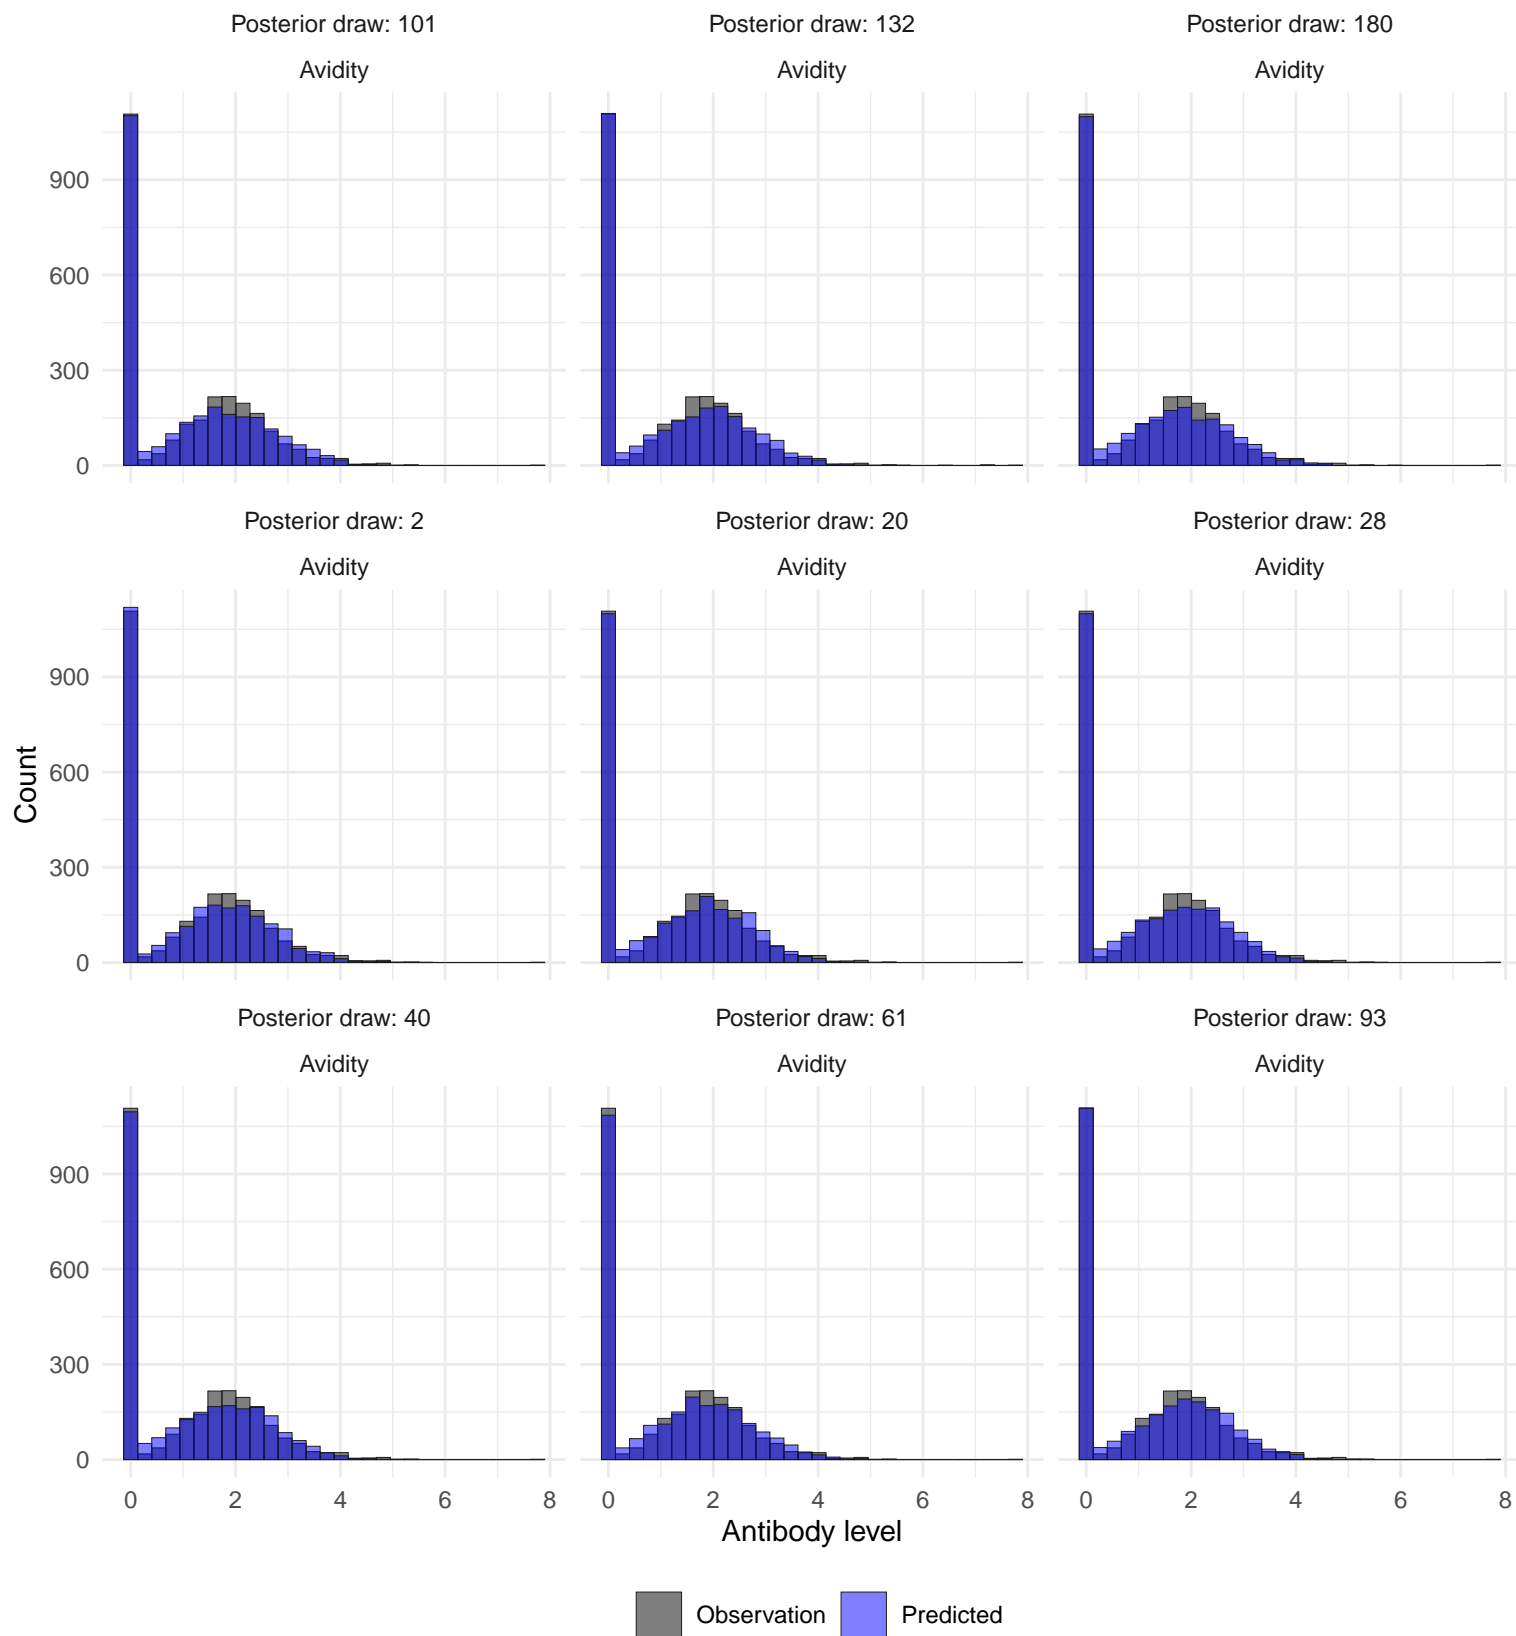 Posterior draw: 101 Posterior draw: 132 Posterior draw: 180
Avidity Avidity Avidity
900
600
300
0
Posterior draw: 2 Posterior draw: 20 Posterior draw: 28
Avidity Avidity Avidity
900
600
300
0
Count
Posterior draw: 40 Posterior draw: 61 Posterior draw: 93
Avidity Avidity Avidity
900
600
300
0
0 2 4 6 8 0 2 4 6 8 0 2 4 6 8
Antibody level
Observation Predicted